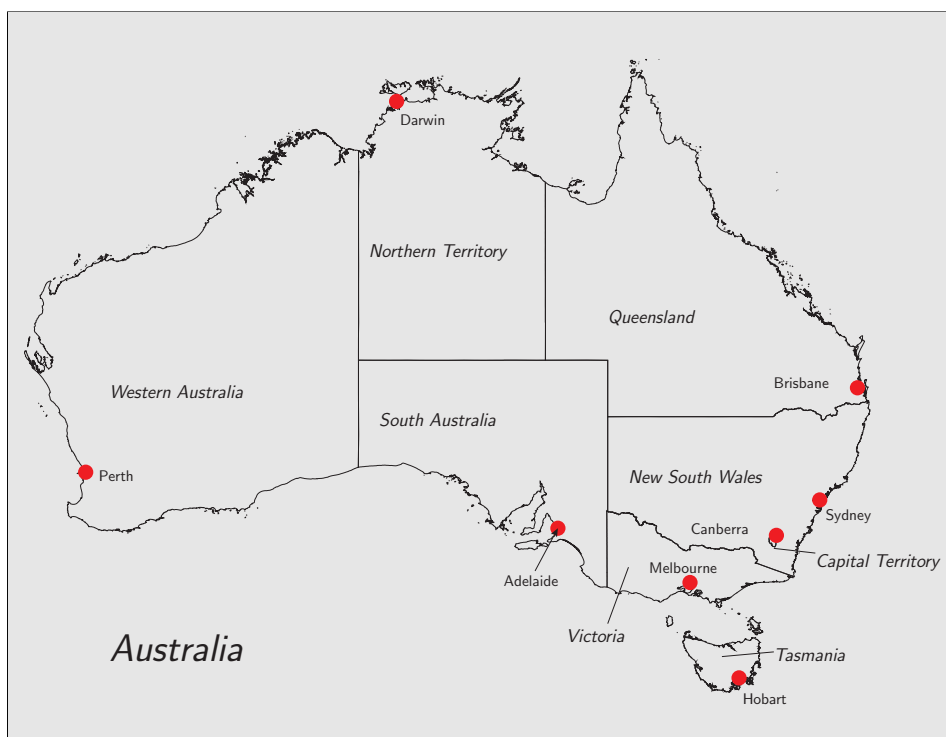 Darwin
Northern Territory
Queensland
Brisbane
Western Australia
South Australia
Perth
New South Wales
Sydney
Canberra
Capital Territory
Melbourne
Adelaide
Victoria
Australia
Tasmania
Hobart